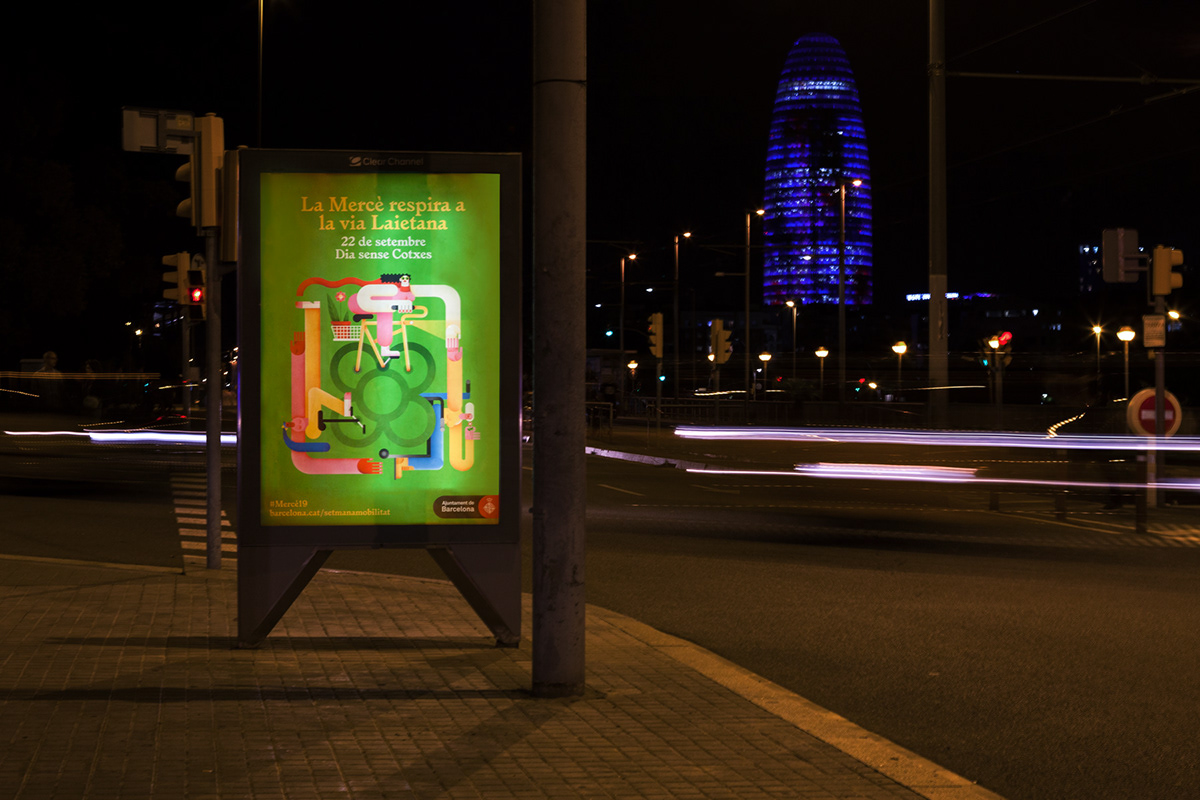 Clear Channel
La Mercè respira a
la via Laietana
22 de setembre
Dia sense Cotxes
#Mercè19
barcelona.cat/setmanamobilitat
Ajuntament de
Barcelona